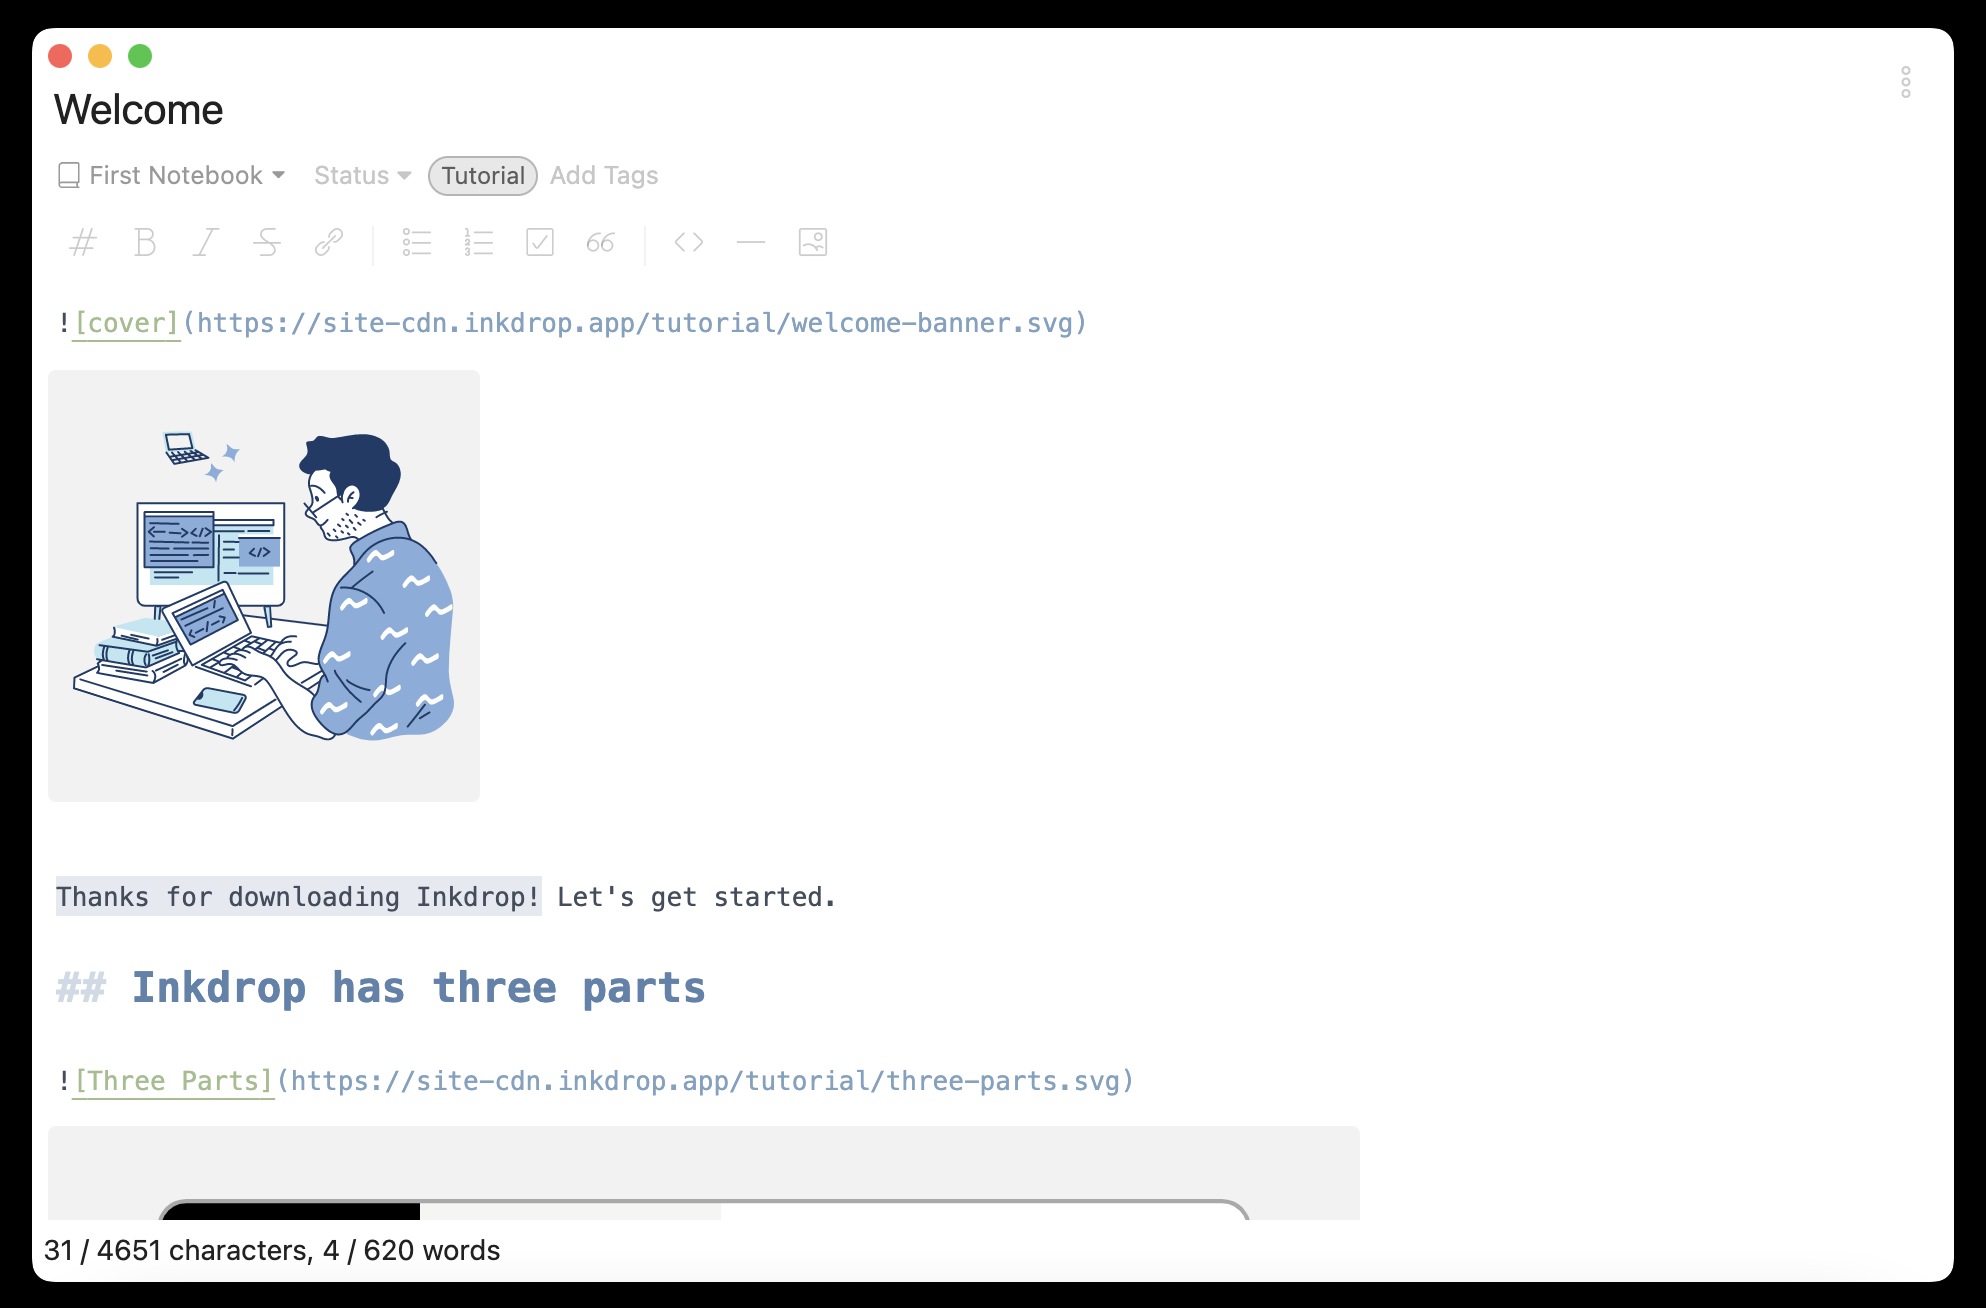 Welcome
First Notebook Status Tutorial Add Tags
![cover](https://site-cdn.inkdrop.app/tutorial/welcome-banner.svg)
Thanks for downloading Inkdrop! Let's get started.
## Inkdrop has three parts
![Three Parts](https://site-cdn.inkdrop.app/tutorial/three-parts.svg)
31 / 4651 characters, 4 / 620 words